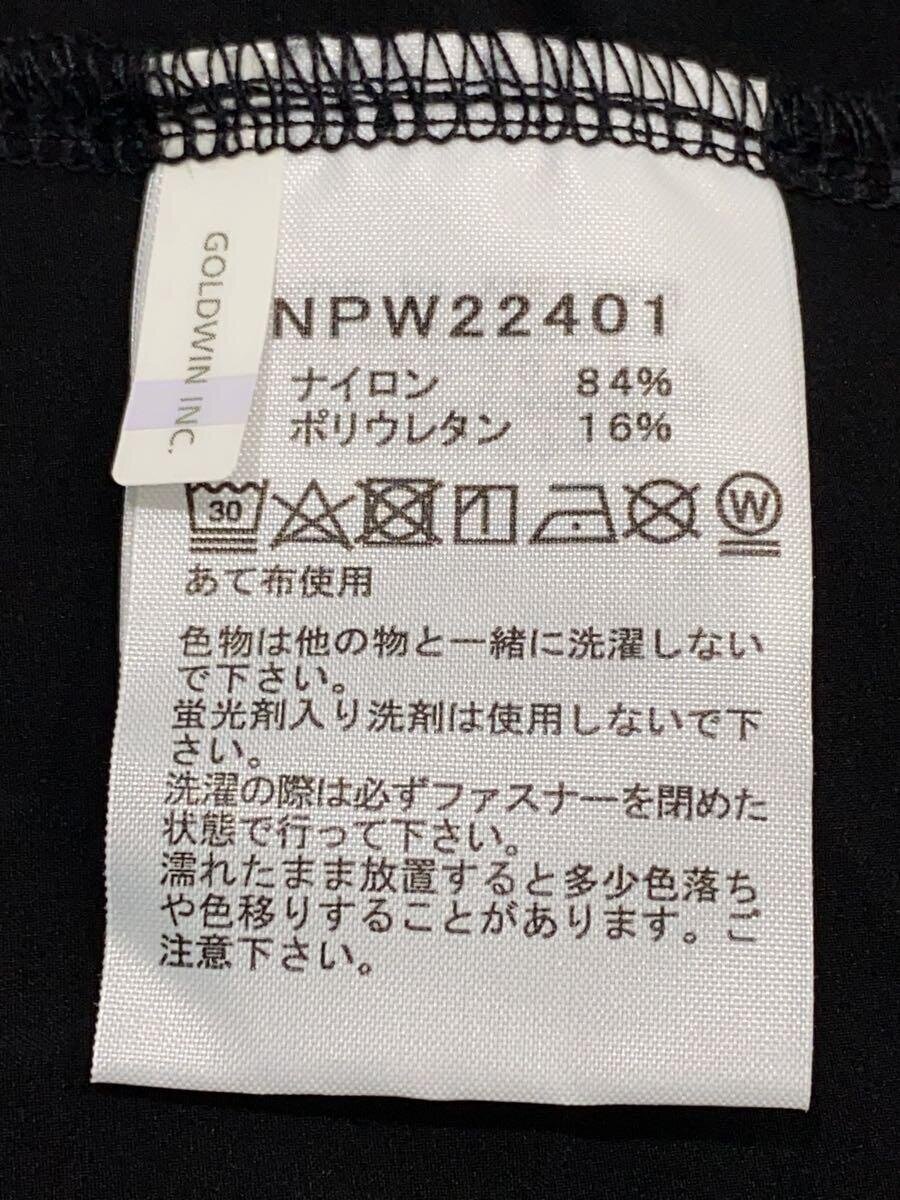 GOLDWIN INC.
NPW22401
ナイロン 84%
ポリウレタン 16%
30
W
あて布使用
色物は他の物と一緒に洗濯しない
で下さい。
蛍光剤入り洗剤は使用しないで下
さい。
洗濯の際は必ずファスナーを閉めた
状態で行って下さい。
濡れたまま放置すると多少色落ち
や色移りすることがあります。ご
注意下さい。